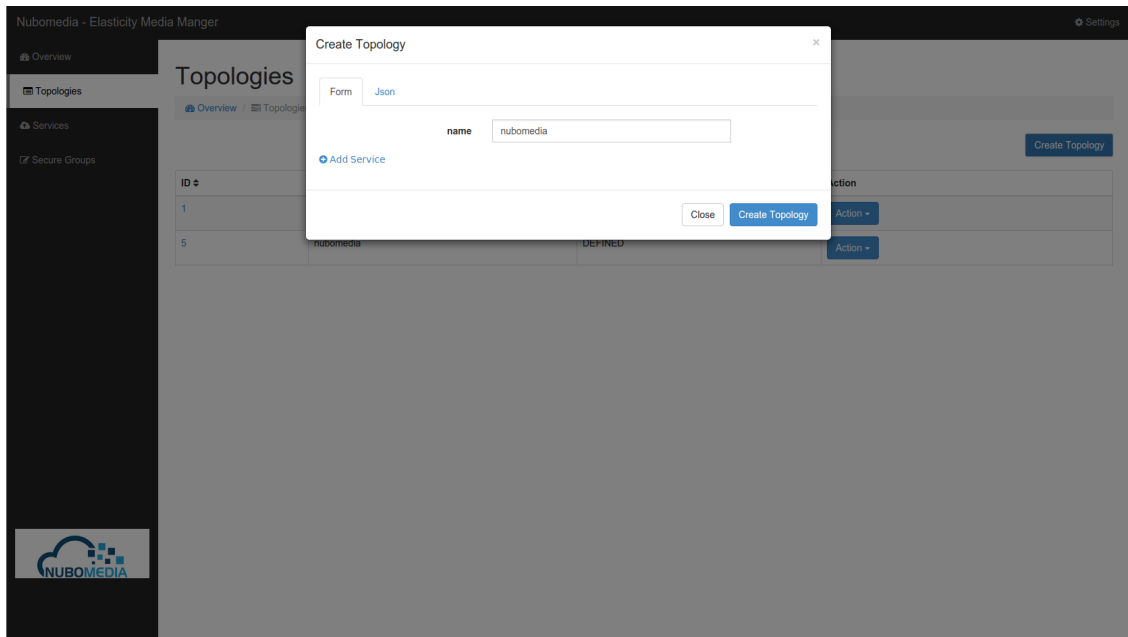 Nubomedia - Elasticity Media Manger
Settings
Overview
Topologies
Services
Secure Groups
Topologies
Overview / Topologie
Create Topology
Create Topology
×
Form
Json
name
nubomedia
Add Service
Close
Create Topology
ID
Action
1
Action
5
nubomedia
DEFINED
Action
NUBOMEDIA